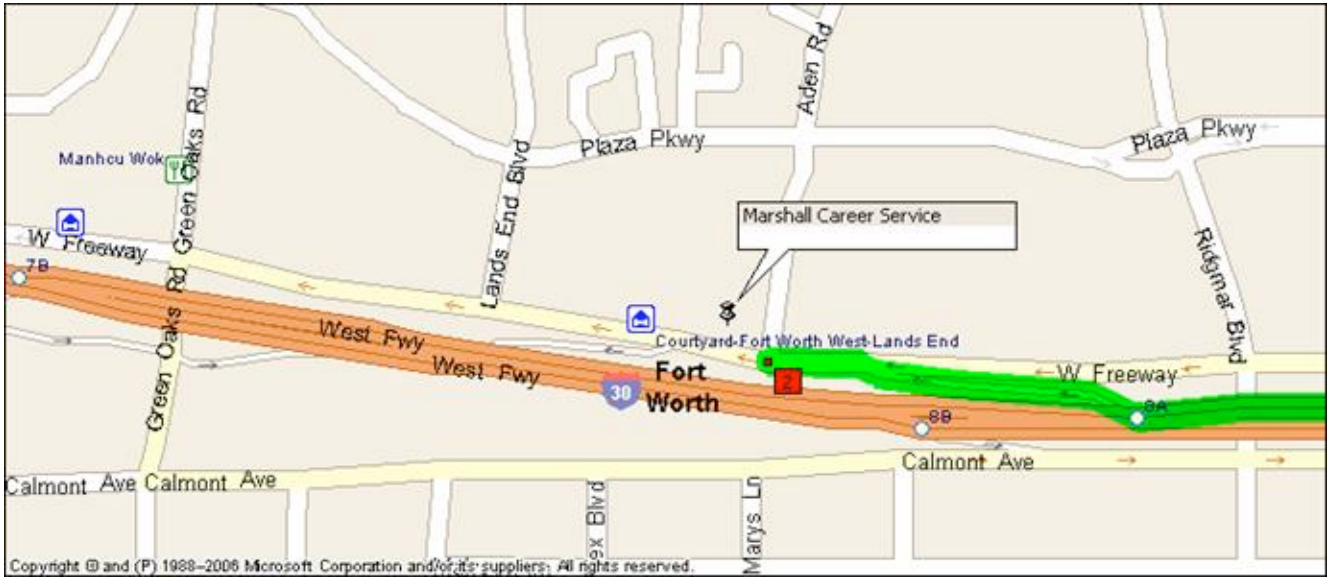 Aden Rd
Green Oaks Rd
Lands End Blvd
Plaza Pkwy
Plaza Pkwy
Manhcu Wok
Marshall Career Service
W Freeway
7B
Ridgmar Blvd
West Fwy
West Fwy
Courtyard-Fort Worth West-Lands End
W Freeway
Green Oaks Rd
30
Fort
Worth
2
8A
8B
Calmont Ave
Calmont Ave
Calmont Ave
ex Blvd
Marys Ln
Copyright © and (P) 1988–2006 Microsoft Corporation and/or its suppliers. All rights reserved.